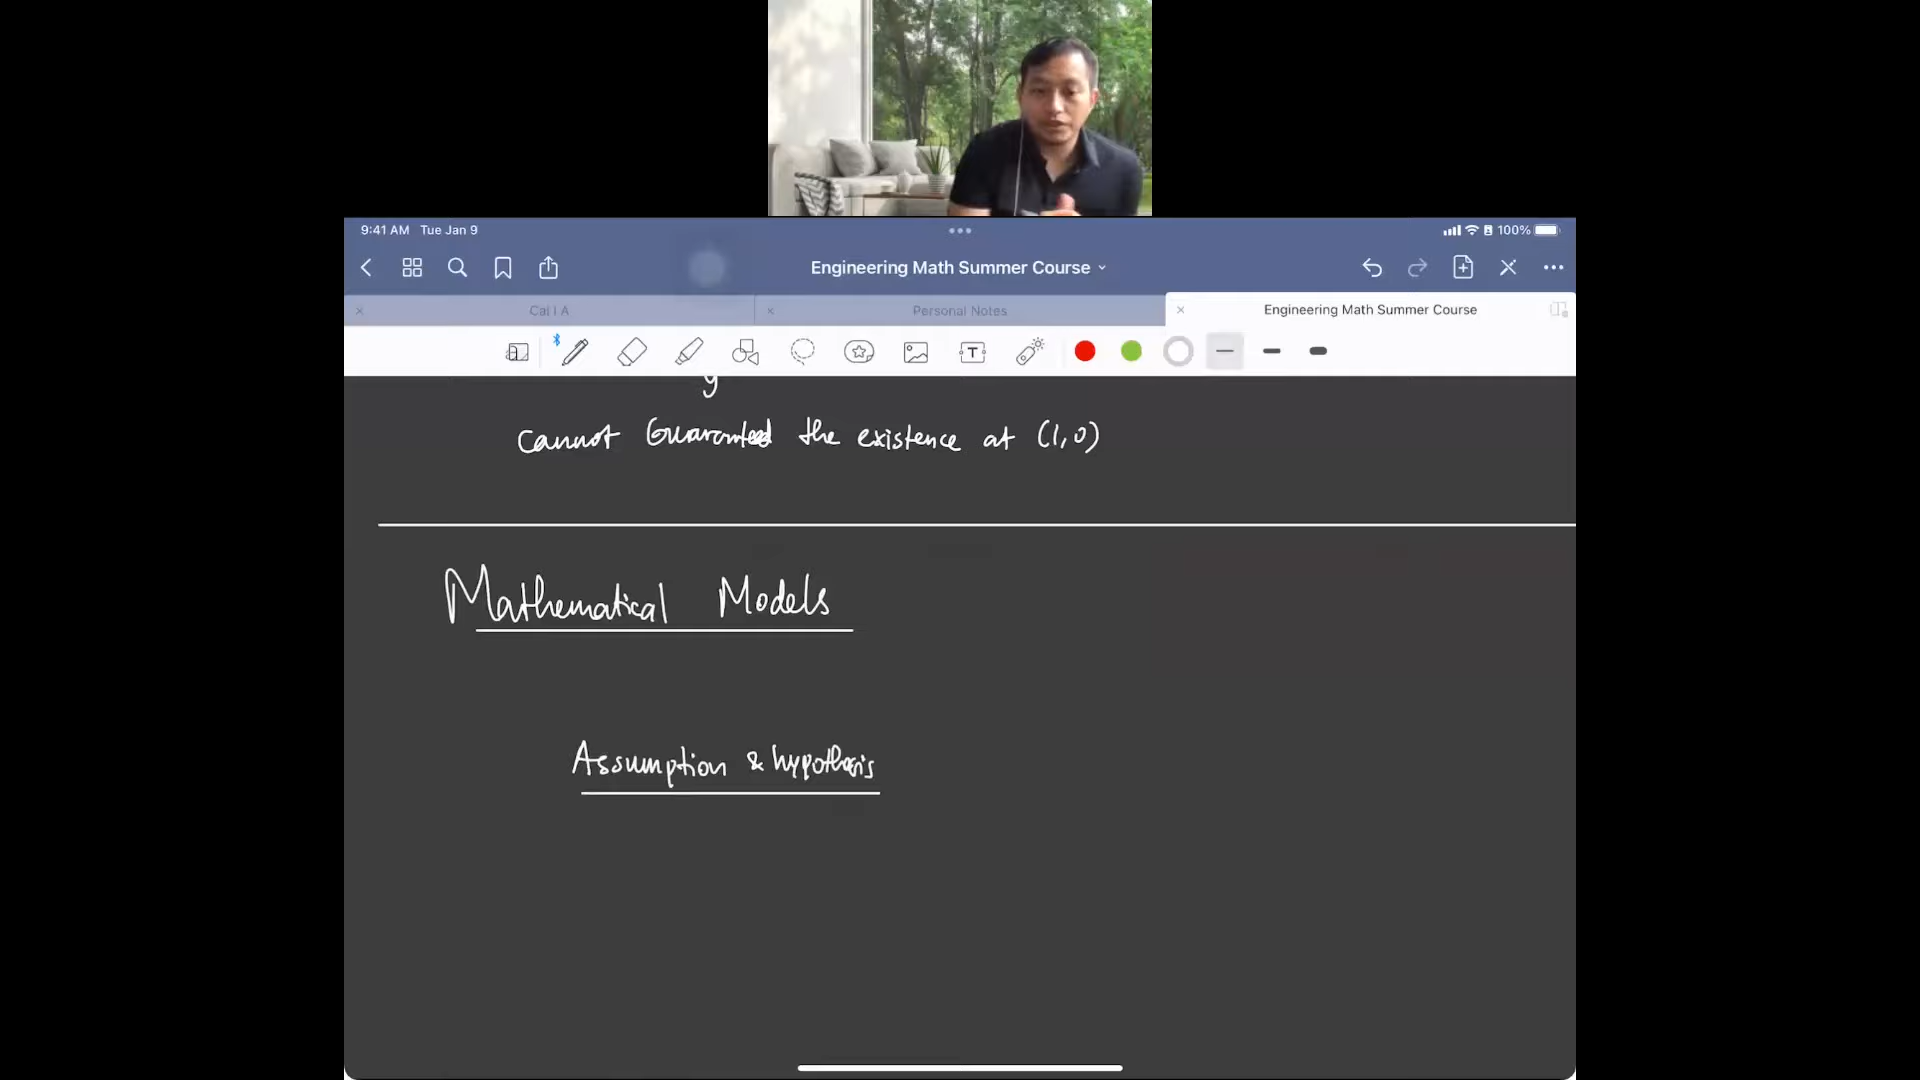 9:41 AM Tue Jan 9
100%
Engineering Math Summer Course
Cal I A
Personal Notes
Engineering Math Summer Course
T
y
Cannot Guaranteed the existence at (1,0)
Mathematical Models
Assumption & hypothesis